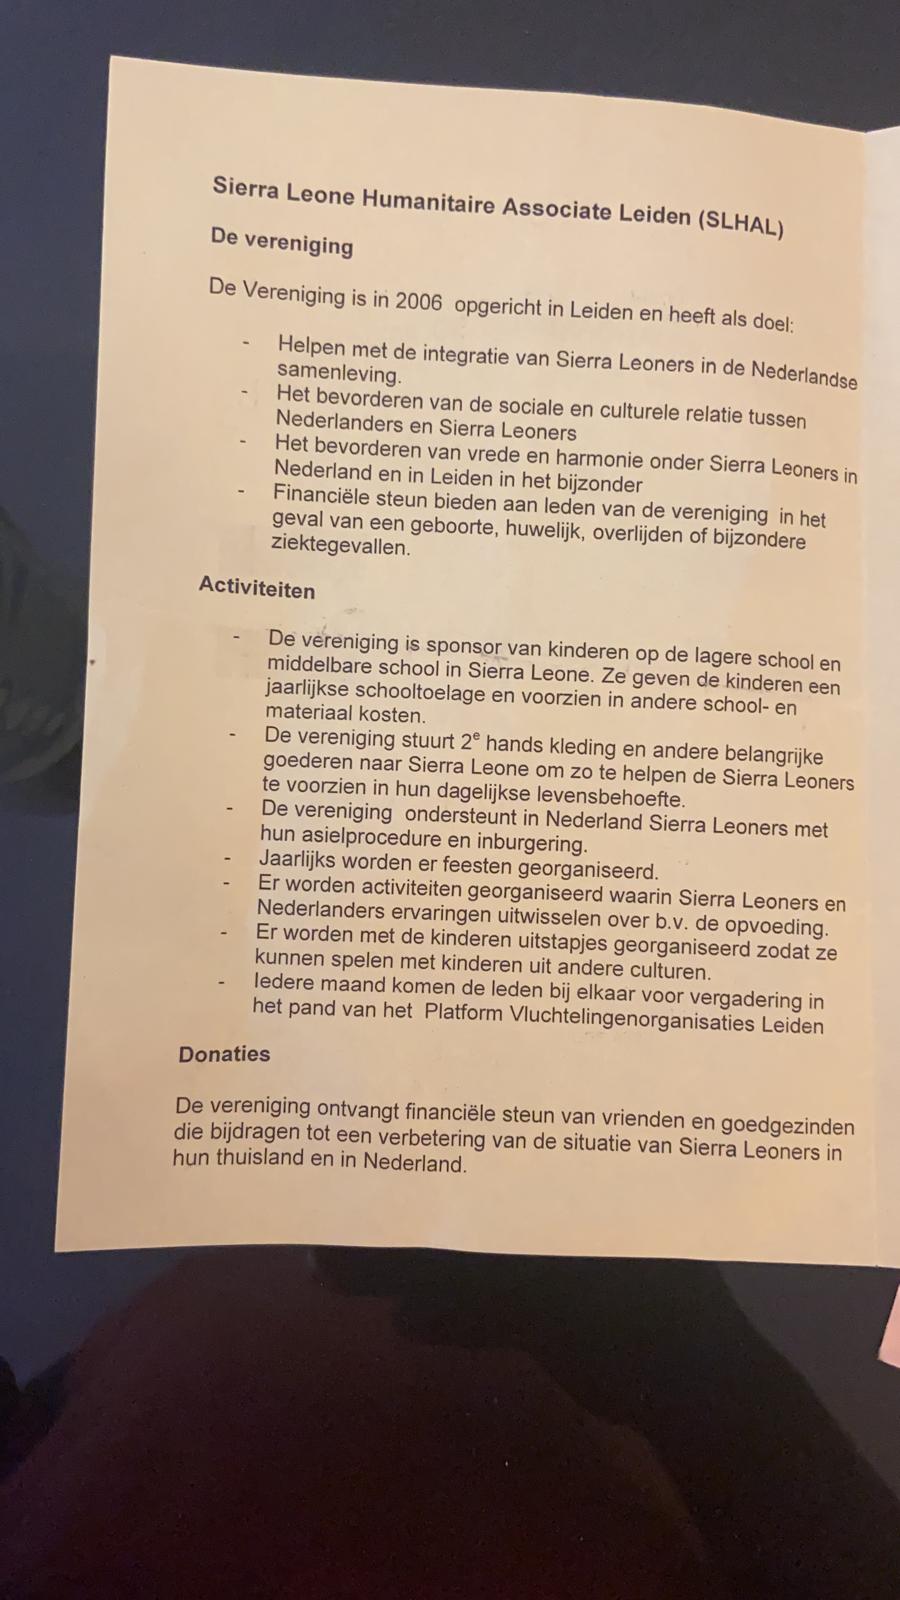 Sierra Leone Humanitaire Associate Leiden (SLHAL)
De vereniging
De Vereniging is in 2006 opgericht in Leiden en heeft als doel:
- Helpen met de integratie van Sierra Leoners in de Nederlandse
samenleving.
- Het bevorderen van de sociale en culturele relatie tussen
Nederlanders en Sierra Leoners
- Het bevorderen van vrede en harmonie onder Sierra Leoners in
Nederland en in Leiden in het bijzonder
- Financiële steun bieden aan leden van de vereniging in het
geval van een geboorte, huwelijk, overlijden of bijzondere
ziektegevallen.
Activiteiten
- De vereniging is sponsor van kinderen op de lagere school en
middelbare school in Sierra Leone. Ze geven de kinderen een
jaarlijkse schooltoelage en voorzien in andere school- en
materiaal kosten.
- De vereniging stuurt 2e hands kleding en andere belangrijke
goederen naar Sierra Leone om zo te helpen de Sierra Leoners
te voorzien in hun dagelijkse levensbehoefte.
- De vereniging ondersteunt in Nederland Sierra Leoners met
hun asielprocedure en inburgering.
- Jaarlijks worden er feesten georganiseerd.
- Er worden activiteiten georganiseerd waarin Sierra Leoners en
Nederlanders ervaringen uitwisselen over b.v. de opvoeding.
- Er worden met de kinderen uitstapjes georganiseerd zodat ze
kunnen spelen met kinderen uit andere culturen.
- Iedere maand komen de leden bij elkaar voor vergadering in
het pand van het Platform Vluchtelingenorganisaties Leiden
Donaties
De vereniging ontvangt financiële steun van vrienden en goedgezinden
die bijdragen tot een verbetering van de situatie van Sierra Leoners in
hun thuisland en in Nederland.